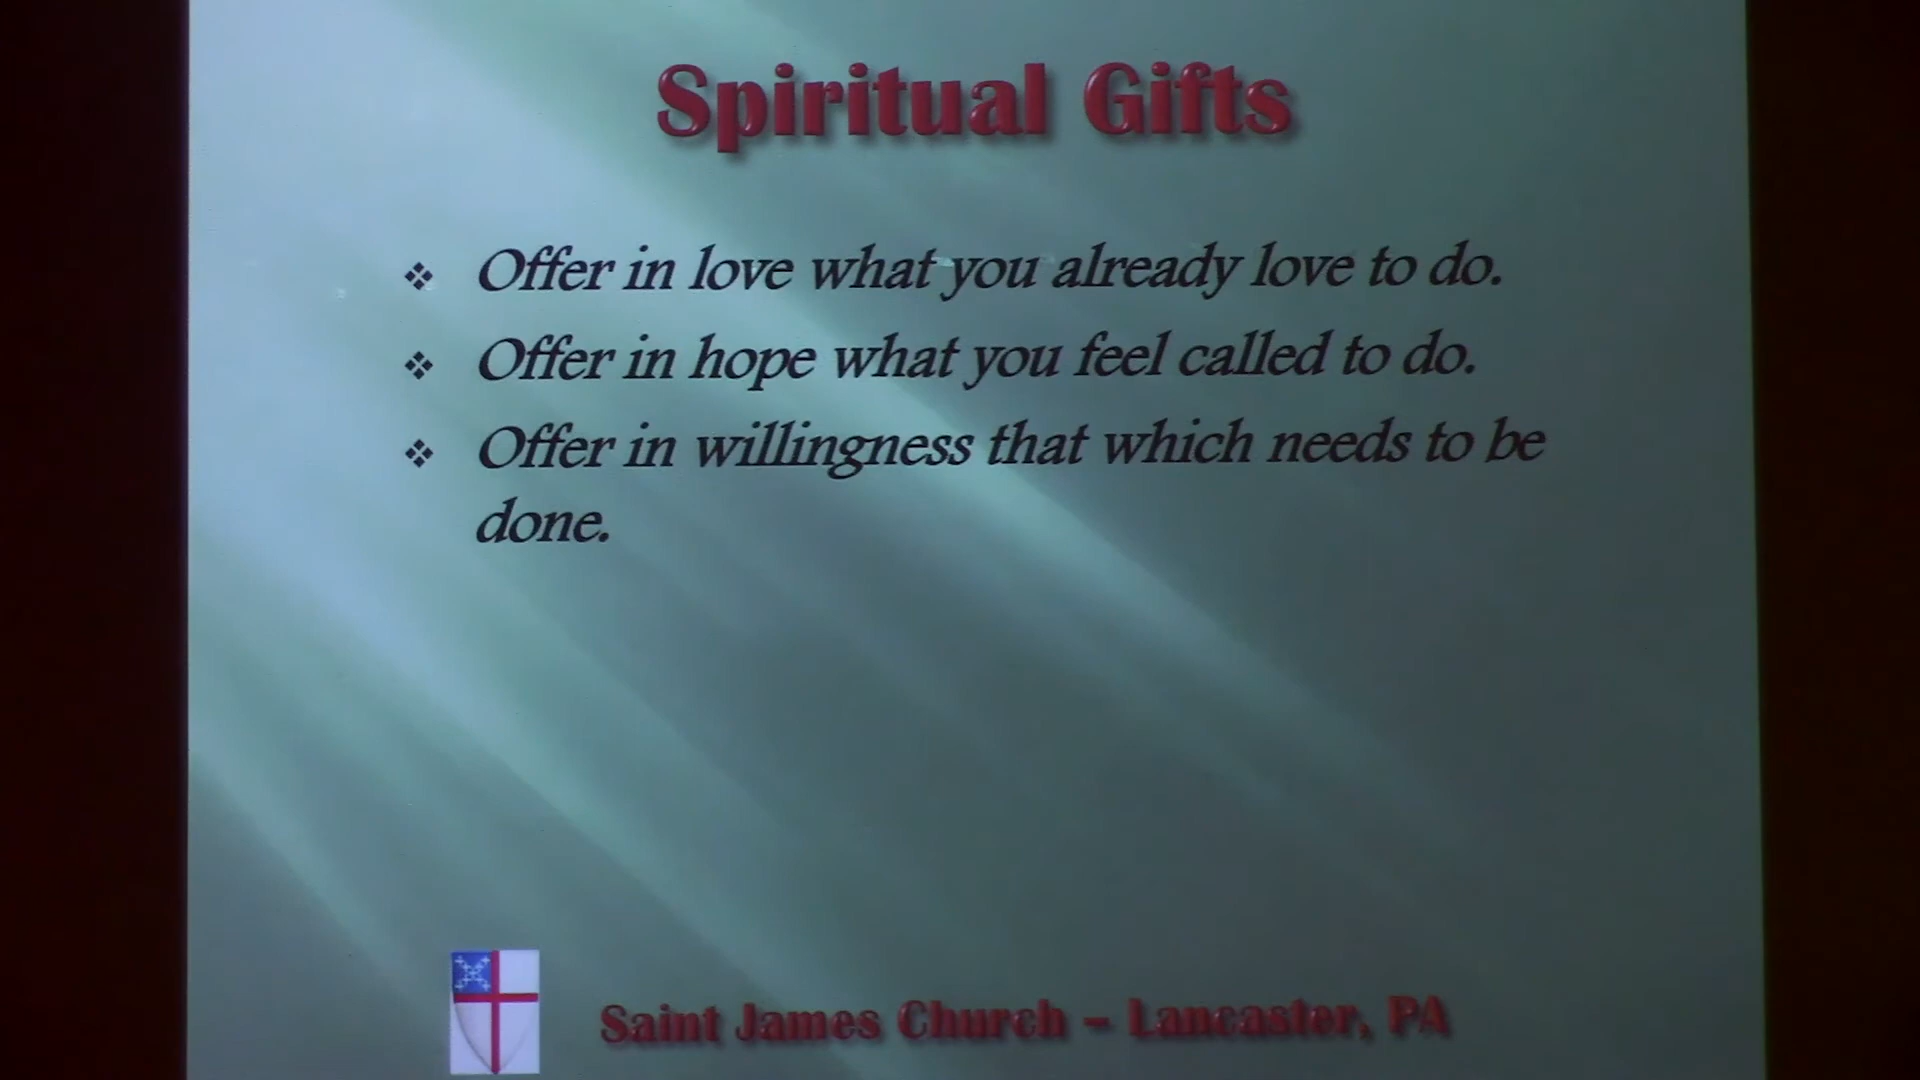 Spiritual Gifts
❖ Offer in love what you already love to do.
❖ Offer in hope what you feel called to do.
❖ Offer in willingness that which needs to be
done.
Saint James Church – Lancaster, PA